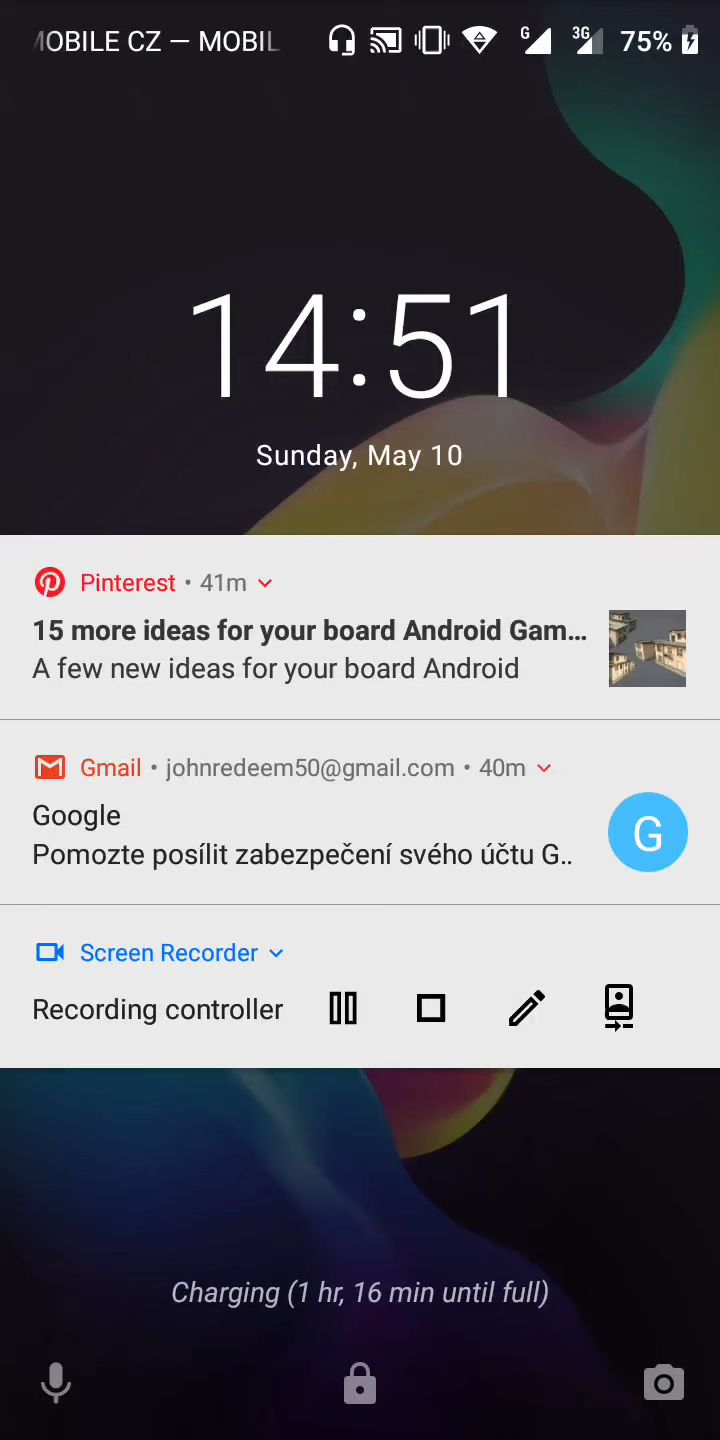 MOBILE CZ — MOBIL
G
3G
75%
14:51
Sunday, May 10
Pinterest • 41m
15 more ideas for your board Android Gam...
A few new ideas for your board Android
Gmail • johnredeem50@gmail.com • 40m
Google
Pomozte posílit zabezpečení svého účtu G..
G
Screen Recorder
Recording controller
Charging (1 hr, 16 min until full)